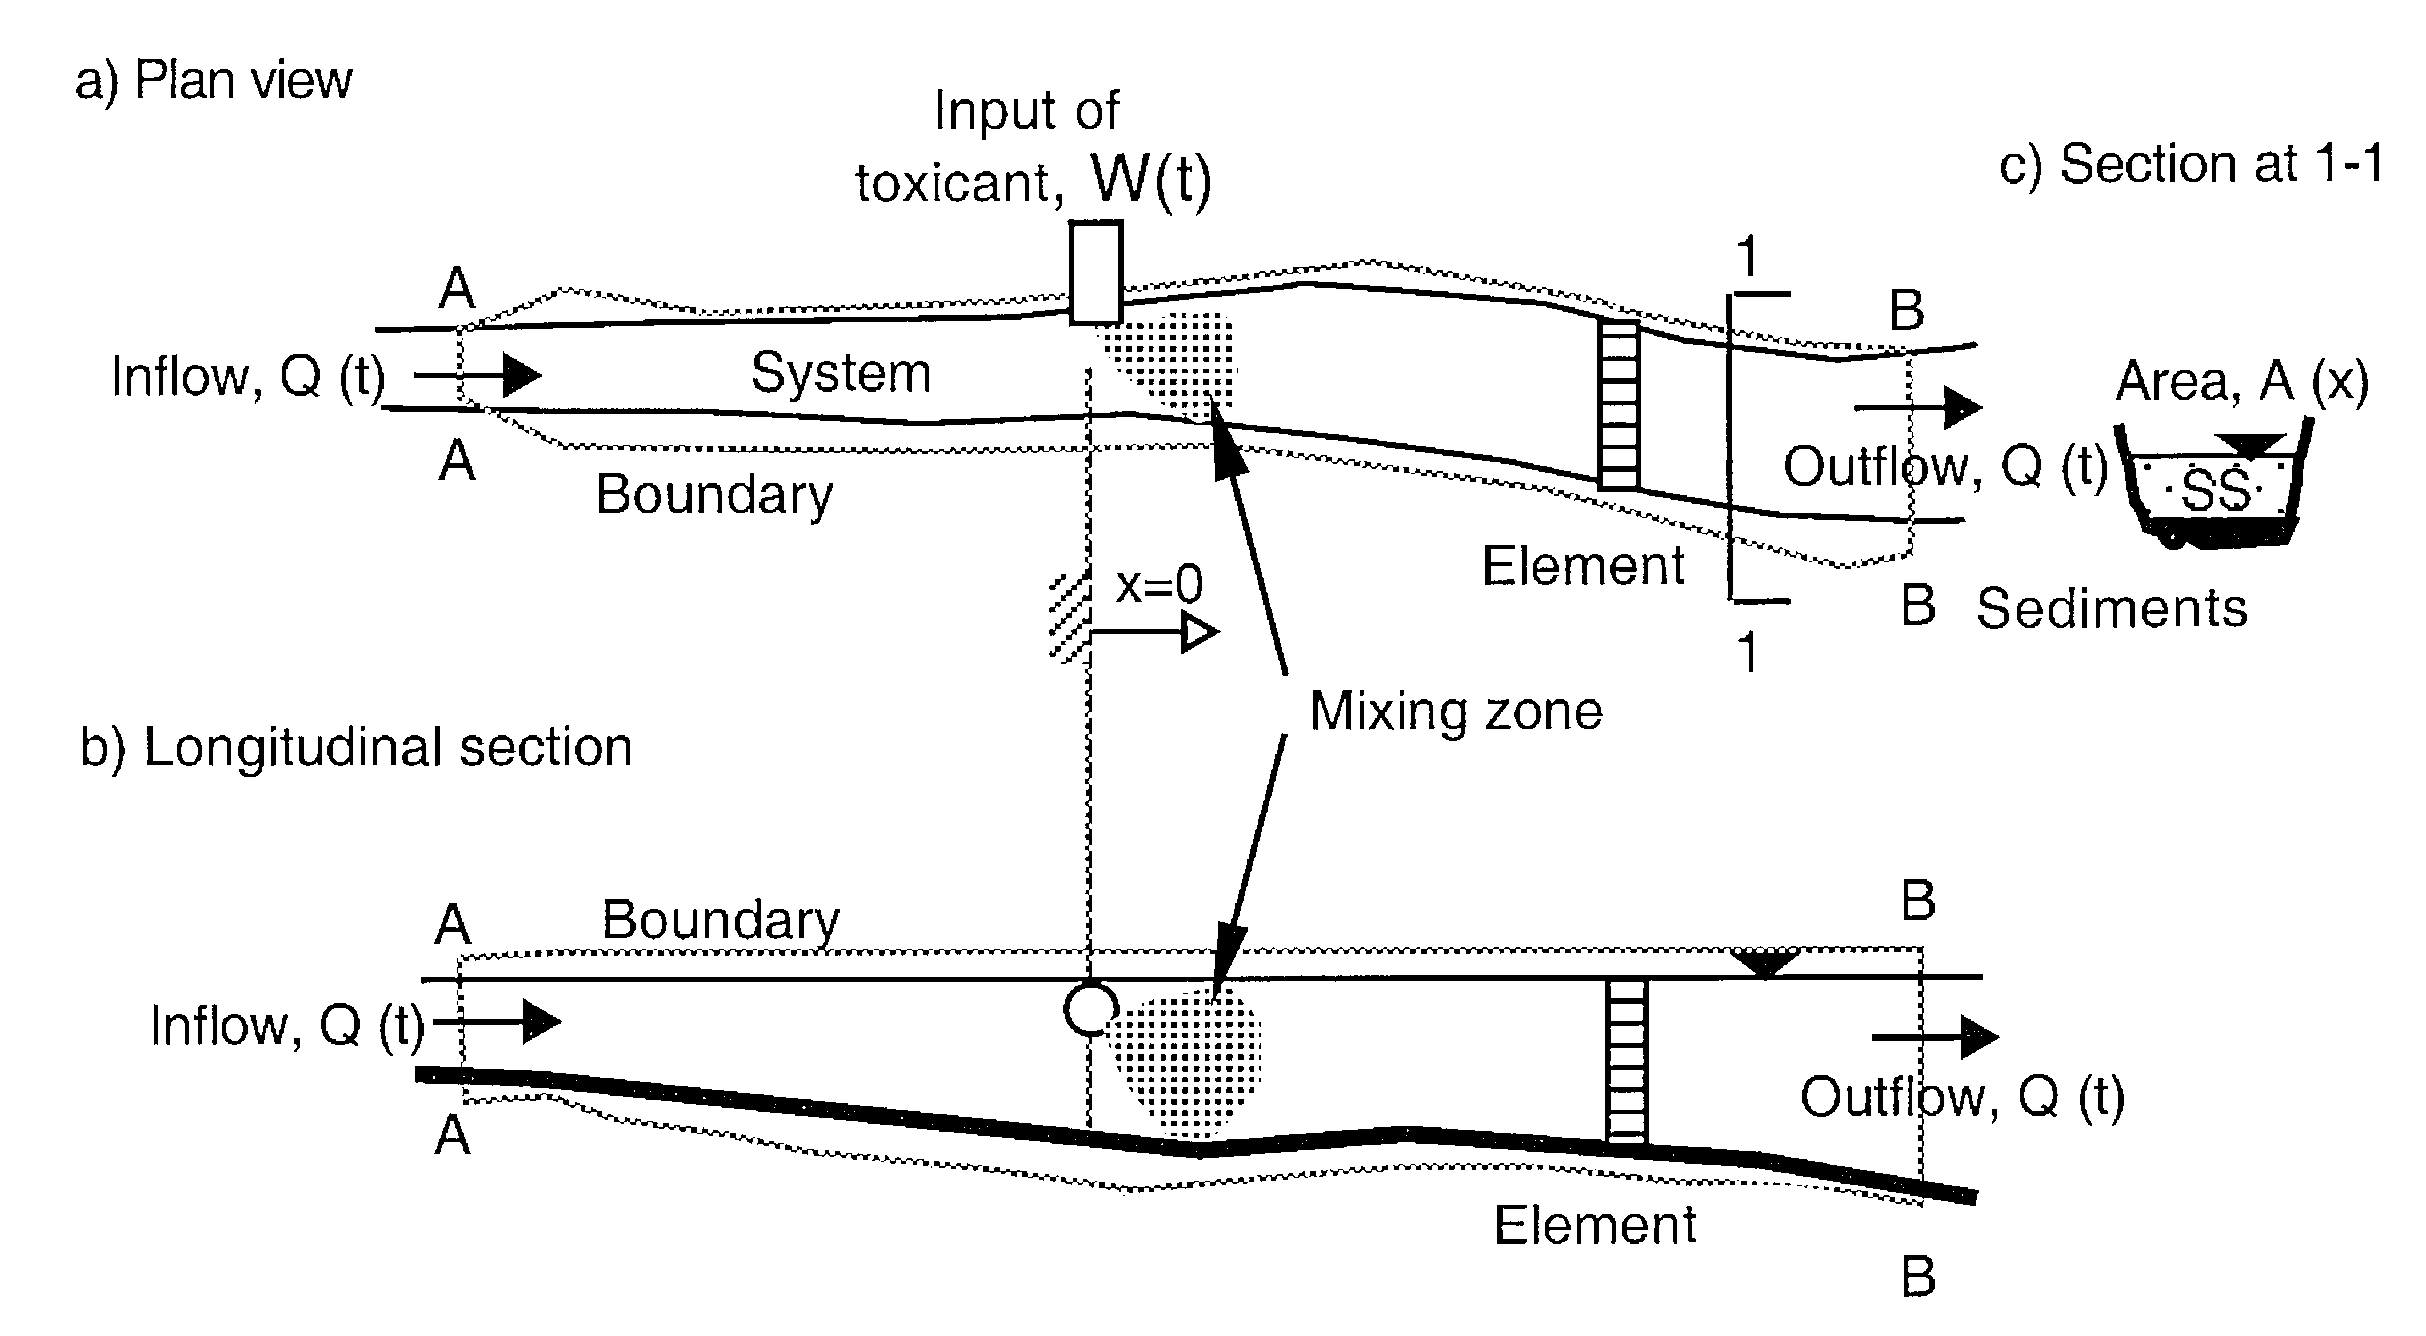 a) Plan view
Input of
toxicant, W(t)
c) Section at 1-1
A
1
B
Inflow, Q (t)
System
Area, A (x)
A
Boundary
Outflow, Q (t)
SS
Element
x=0
B
Sediments
1
Mixing zone
b) Longitudinal section
A
Boundary
B
Inflow, Q (t)
Outflow, Q (t)
A
Element
B